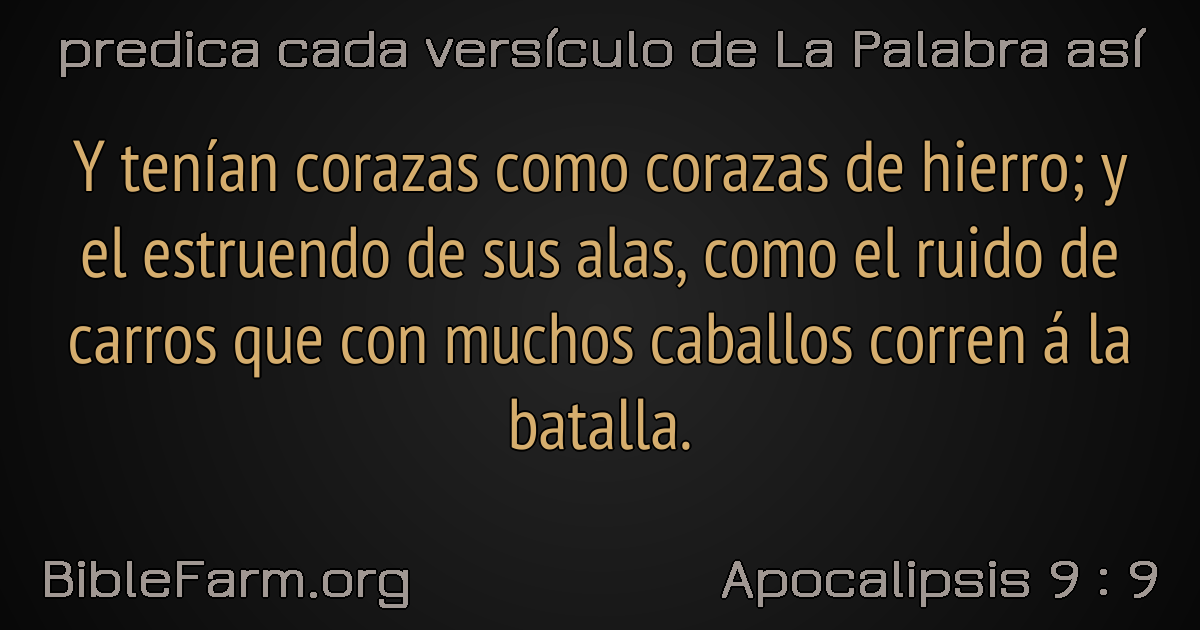 predica cada versículo de La Palabra así
Y tenían corazas como corazas de hierro; y
el estruendo de sus alas, como el ruido de
carros que con muchos caballos corren á la
batalla.
BibleFarm.org
Apocalipsis 9 : 9